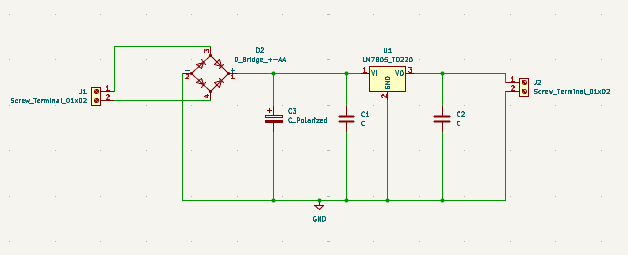 D2
D_Bridge_+-AA
U1
LM7805_TO220
3
J1
1
2
Screw_Terminal_01x02
-
2
+
1
4
1
VI
VO
3
GND
2
J2
1
2
Screw_Terminal_01x02
+
C3
C_Polarized
C1
C
C2
C
GND